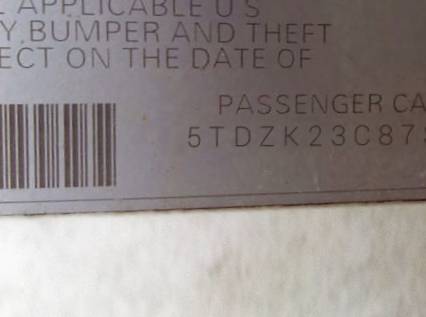 APPLICABLE U S
Y, BUMPER AND THEFT
ECT ON THE DATE OF
PASSENGER CA
5TDZK23C87